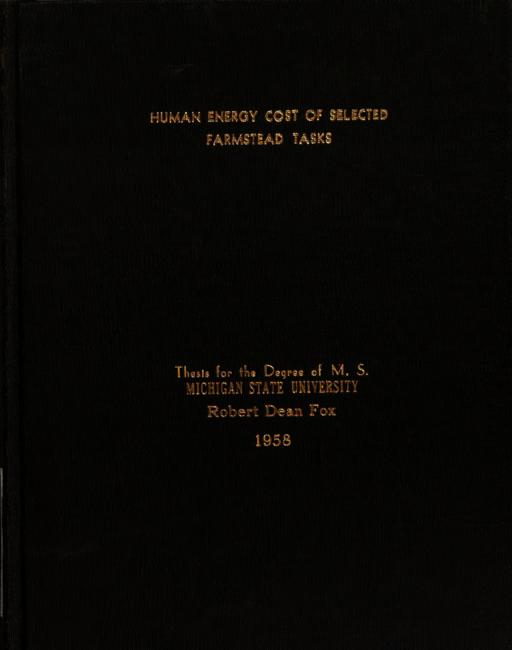 HUMAN ENERGY COST OF SELECTED
FARMSTEAD TASKS
Thesis for the Degree of M. S.
MICHIGAN STATE UNIVERSITY
Robert Dean Fox
1958